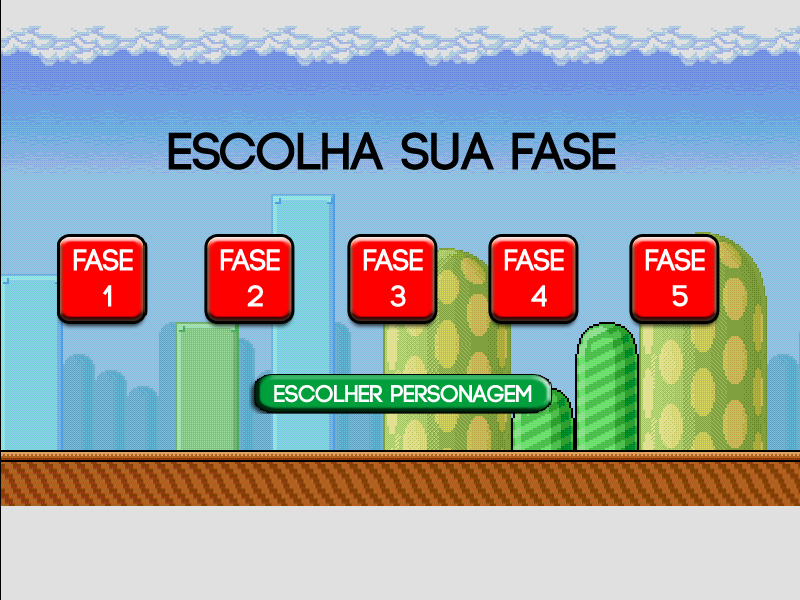 ESCOLHA SUA FASE
FASE 1
FASE 2
FASE 3
FASE 4
FASE 5
ESCOLHER PERSONAGEM